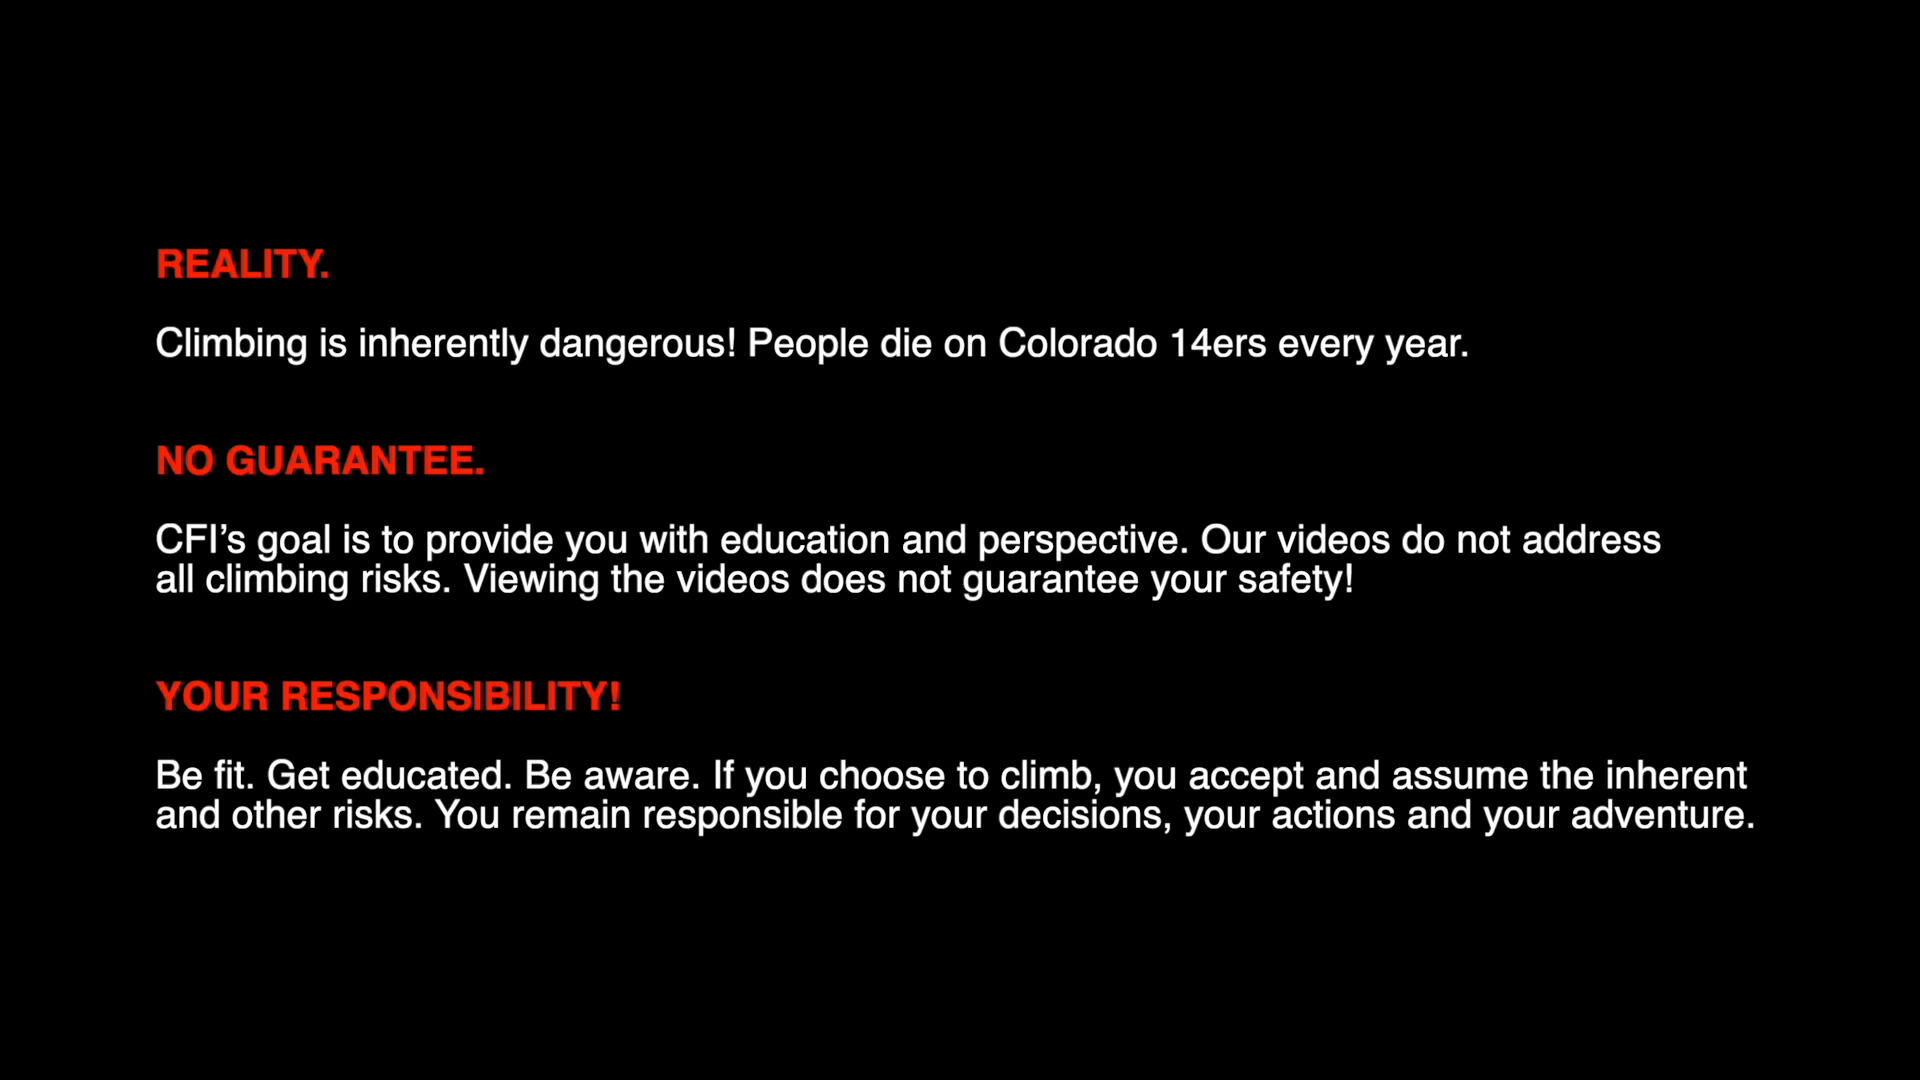 REALITY.
Climbing is inherently dangerous! People die on Colorado 14ers every year.
NO GUARANTEE.
CFI’s goal is to provide you with education and perspective. Our videos do not address
all climbing risks. Viewing the videos does not guarantee your safety!
YOUR RESPONSIBILITY!
Be fit. Get educated. Be aware. If you choose to climb, you accept and assume the inherent
and other risks. You remain responsible for your decisions, your actions and your adventure.